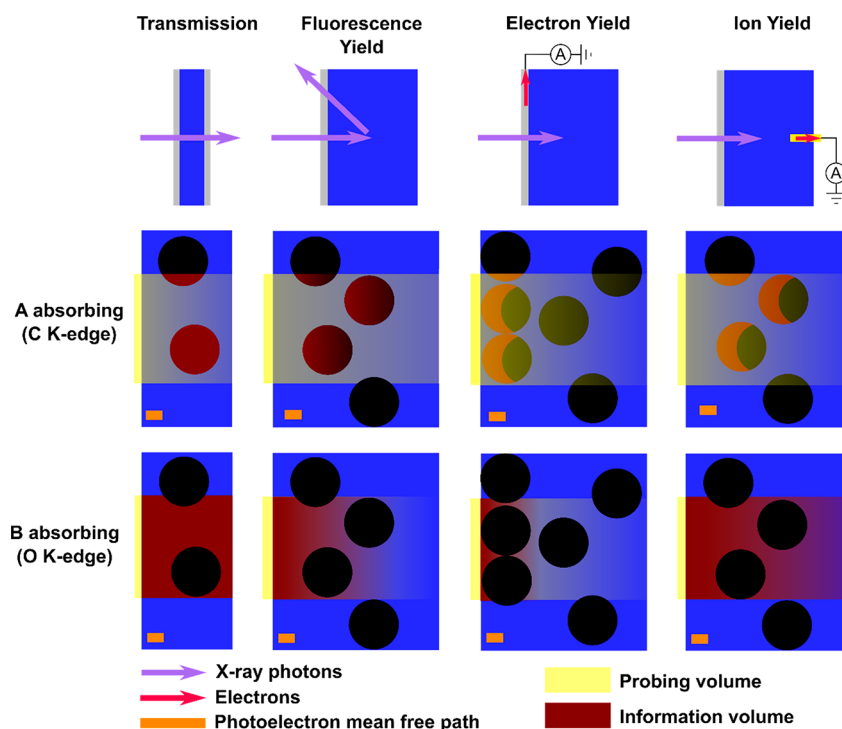 Transmission
Fluorescence
Yield
Electron Yield
Ion Yield
A
A
A absorbing
(C K-edge)
B absorbing
(O K-edge)
X-ray photons
Electrons
Photoelectron mean free path
Probing volume
Information volume